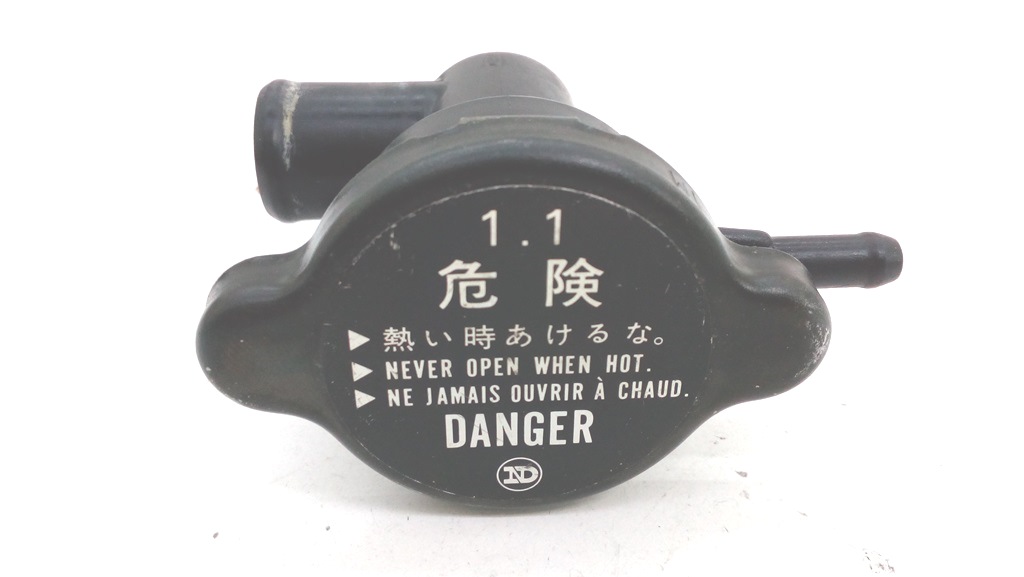 1.1
危険
▶ 熱い時あけるな。
▶ NEVER OPEN WHEN HOT.
▶ NE JAMAIS OUVRIR À CHAUD.
DANGER
ND